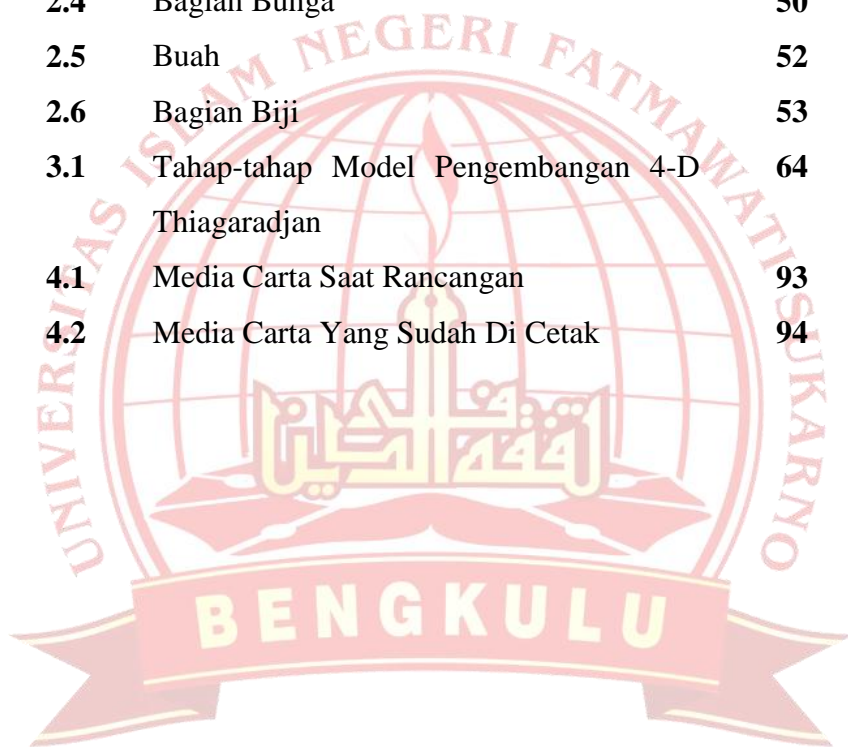 2.4 Bagian Bunga 50
2.5 Buah 52
2.6 Bagian Biji 53
3.1 Tahap-tahap Model Pengembangan 4-D 64
Thiagaradjan
4.1 Media Carta Saat Rancangan 93
4.2 Media Carta Yang Sudah Di Cetak 94
UNIVERSITAS ISLAM NEGERI FATMAWATI SUKARNO
BENGKULU